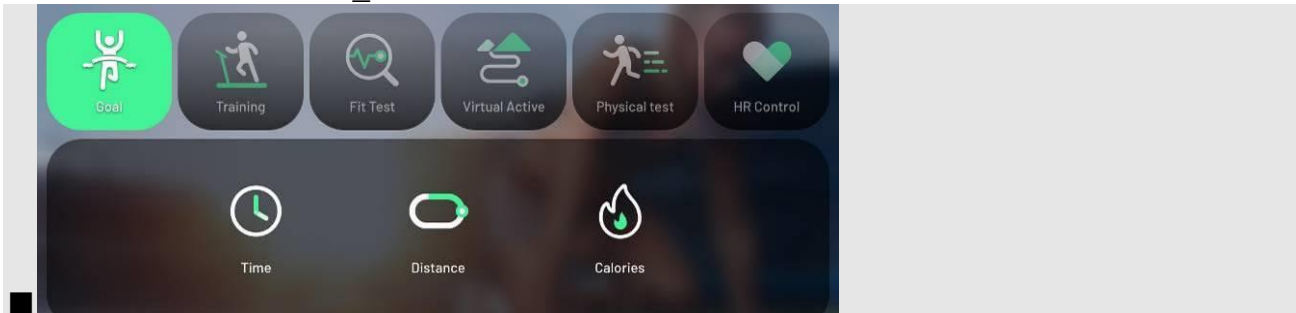 Goal
Training
Fit Test
Virtual Active
Physical test
HR Control
Time
Distance
Calories